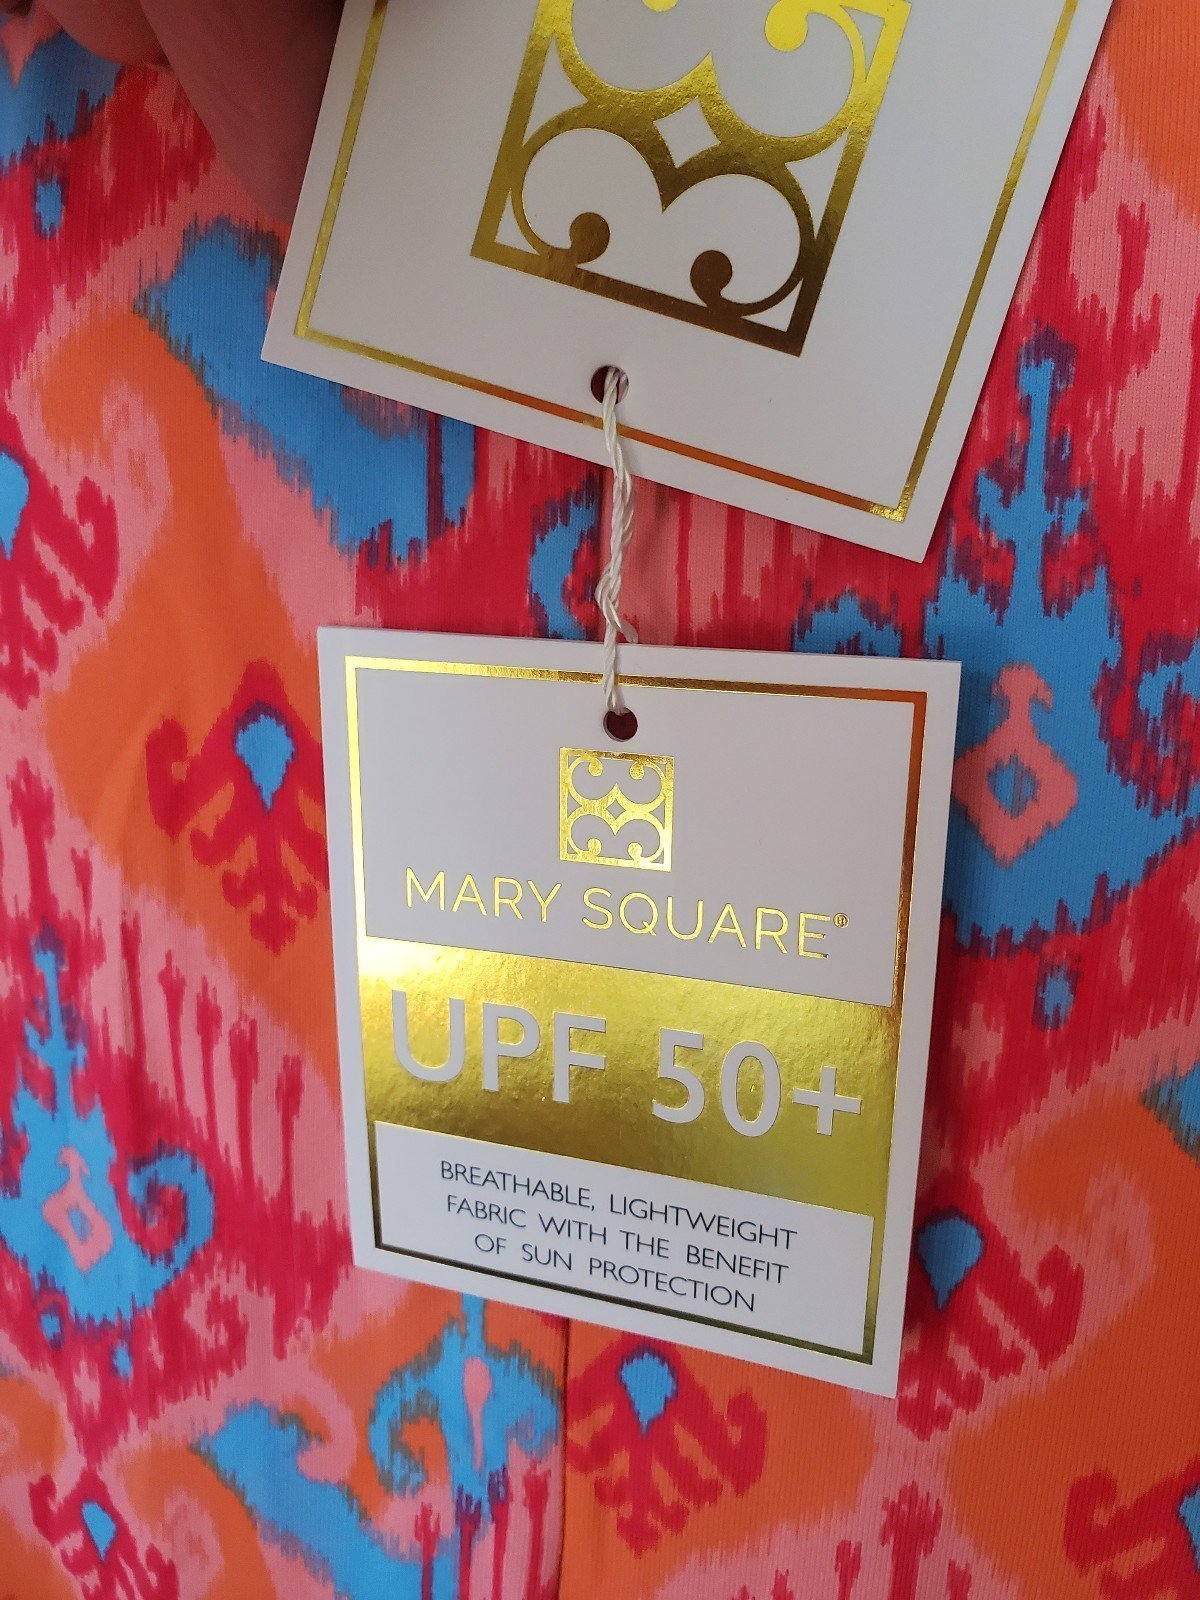 MARY SQUARE®
UPF 50+
BREATHABLE, LIGHTWEIGHT
FABRIC WITH THE BENEFIT
OF SUN PROTECTION